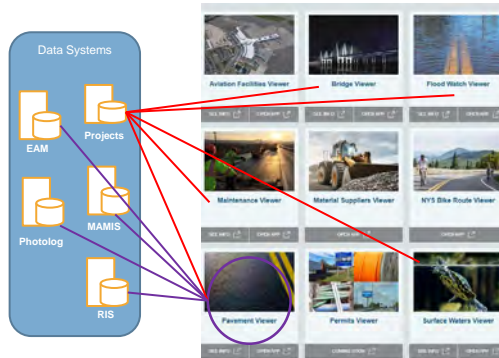 Data Systems
EAM
Projects
Photolog
MAMIS
RIS
Aviation Facilities Viewer
Bridge Viewer
Flood Watch Viewer
SEE INFO
OPEN APP
SEE INFO
OPEN APP
SEE INFO
OPEN APP
Maintenance Viewer
Material Suppliers Viewer
NYS Bike Route Viewer
SEE INFO
OPEN APP
OPEN APP
OPEN APP
Pavement Viewer
Permits Viewer
Surface Waters Viewer
SEE INFO
OPEN APP
COMING SOON
SEE INFO
OPEN APP